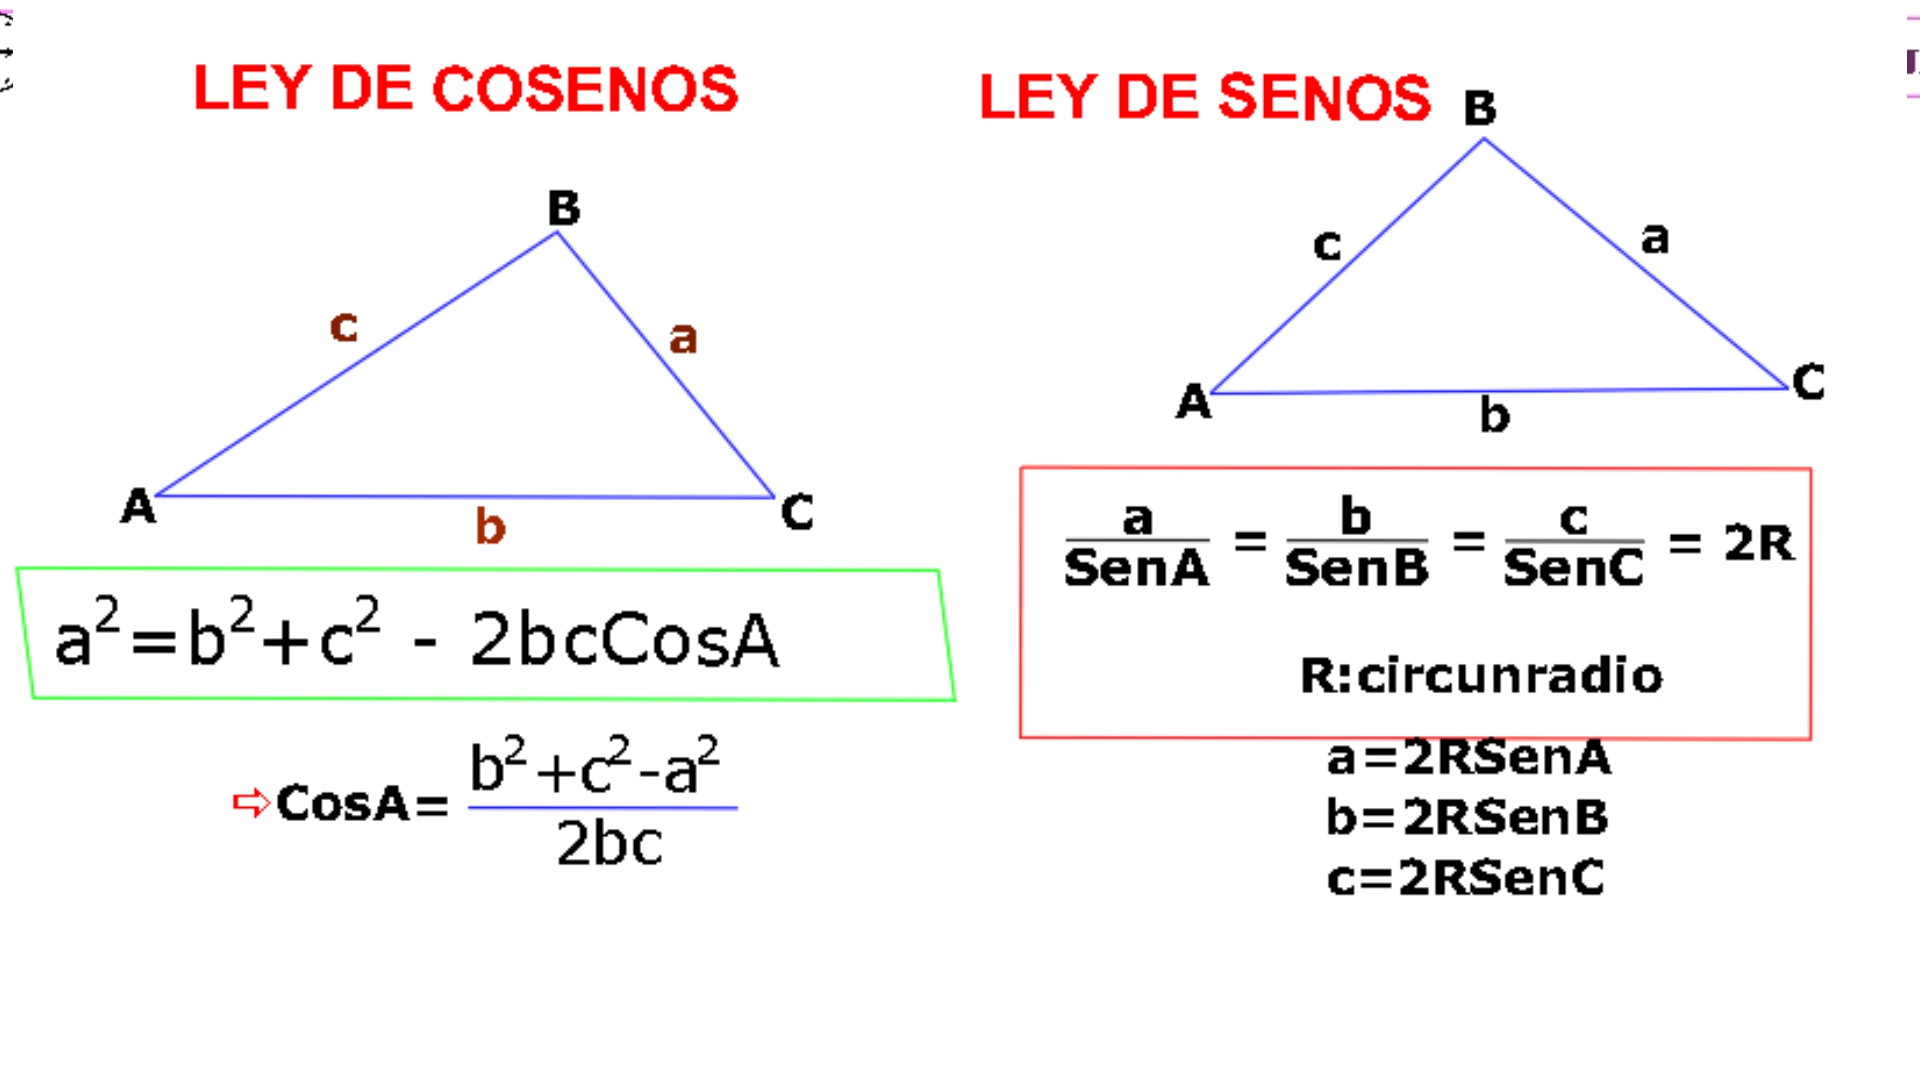 LEY DE COSENOS
B
c
a
A
b
C
a²=b²+c² - 2bcCosA
⇨CosA= b²+c²-a²
2bc
LEY DE SENOS
B
c
a
A
b
C
a b c
SenA = SenB = SenC = 2R
R:circunradio
a=2RSenA
b=2RSenB
c=2RSenC